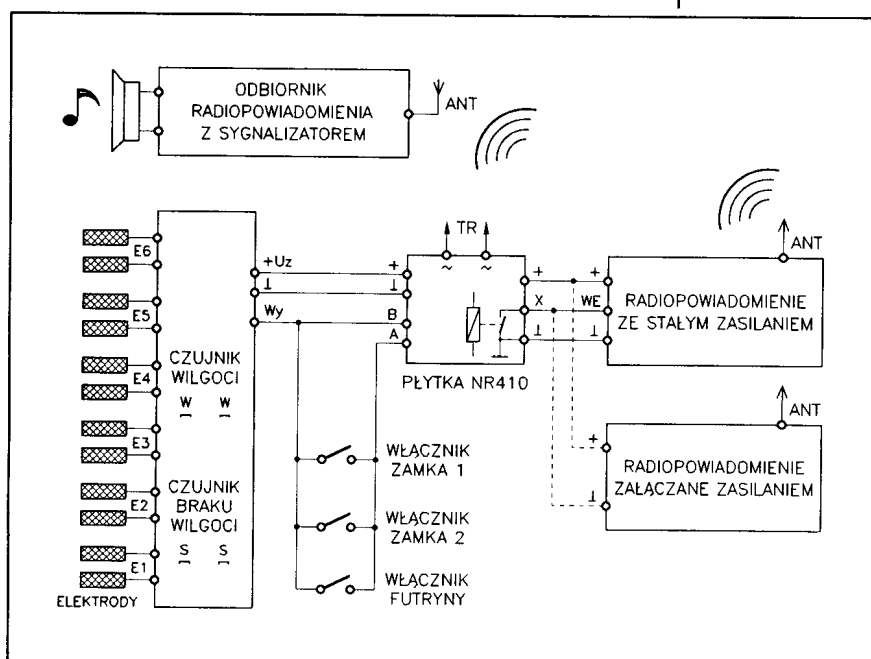 ODBIORNIK
RADIOPOWIADOMIENIA
Z SYGNALIZATOREM
ANT
E6
E5
E4
E3
E2
E1
ELEKTRODY
CZUJNIK
WILGOCI
W W
CZUJNIK
BRAKU
WILGOCI
S S
+Uz
⊥
Wy
+
⊥
B
A
TR
~ ~
PŁYTKA NR410
+
X
⊥
+
WE
⊥
ANT
RADIOPOWIADOMIENIE
ZE STAŁYM ZASILANIEM
ANT
+
⊥
RADIOPOWIADOMIENIE
ZAŁĄCZANE ZASILANIEM
WŁĄCZNIK
ZAMKA 1
WŁĄCZNIK
ZAMKA 2
WŁĄCZNIK
FUTRYNY